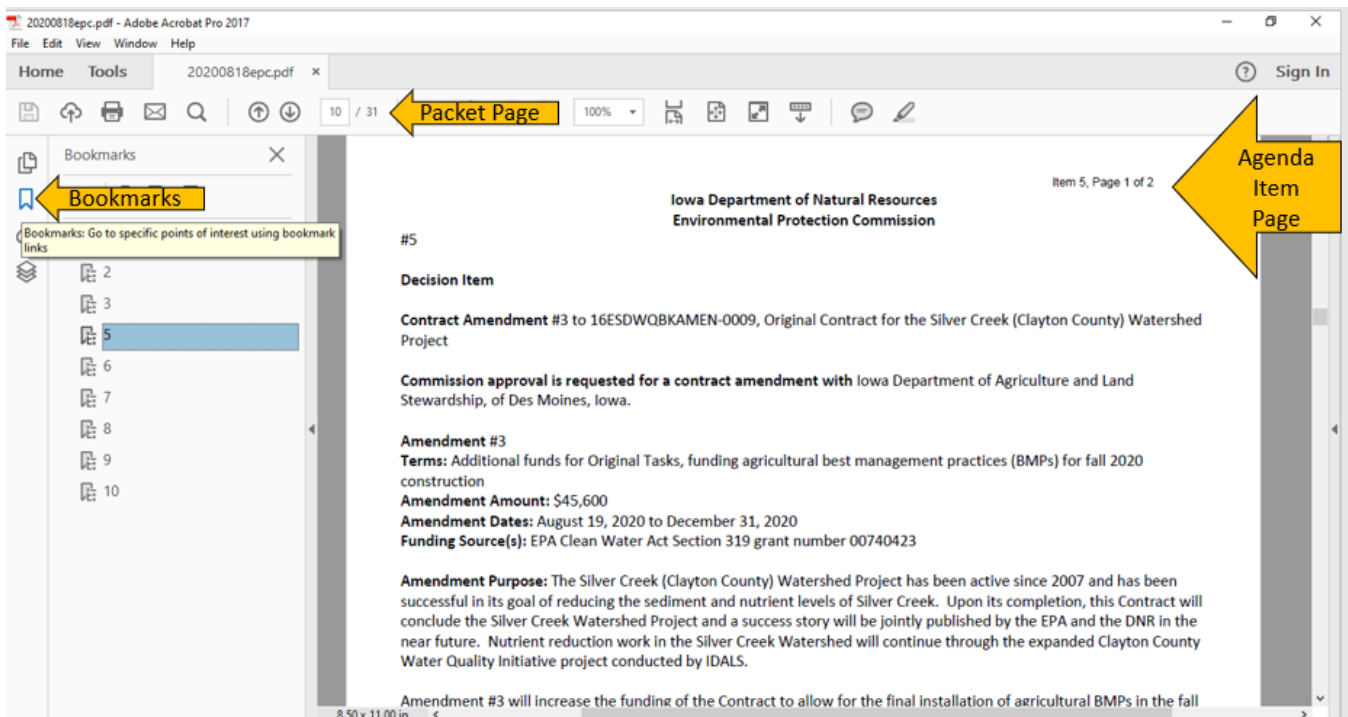 20200818epc.pdf - Adobe Acrobat Pro 2017
File Edit View Window Help
Home Tools 20200818epc.pdf × Sign In
10 / 31 Packet Page 100%
Bookmarks
Bookmarks
Bookmarks: Go to specific points of interest using bookmark
links
2
3
5
6
7
8
9
10
Agenda
Item
Page
Item 5, Page 1 of 2
Iowa Department of Natural Resources
Environmental Protection Commission
#5
Decision Item
Contract Amendment #3 to 16ESDWQBKAMEN-0009, Original Contract for the Silver Creek (Clayton County) Watershed
Project
Commission approval is requested for a contract amendment with Iowa Department of Agriculture and Land
Stewardship, of Des Moines, Iowa.
Amendment #3
Terms: Additional funds for Original Tasks, funding agricultural best management practices (BMPs) for fall 2020
construction
Amendment Amount: $45,600
Amendment Dates: August 19, 2020 to December 31, 2020
Funding Source(s): EPA Clean Water Act Section 319 grant number 00740423
Amendment Purpose: The Silver Creek (Clayton County) Watershed Project has been active since 2007 and has been
successful in its goal of reducing the sediment and nutrient levels of Silver Creek. Upon its completion, this Contract will
conclude the Silver Creek Watershed Project and a success story will be jointly published by the EPA and the DNR in the
near future. Nutrient reduction work in the Silver Creek Watershed will continue through the expanded Clayton County
Water Quality Initiative project conducted by IDALS.
Amendment #3 will increase the funding of the Contract to allow for the final installation of agricultural BMPs in the fall
8.50 x 11.00 in